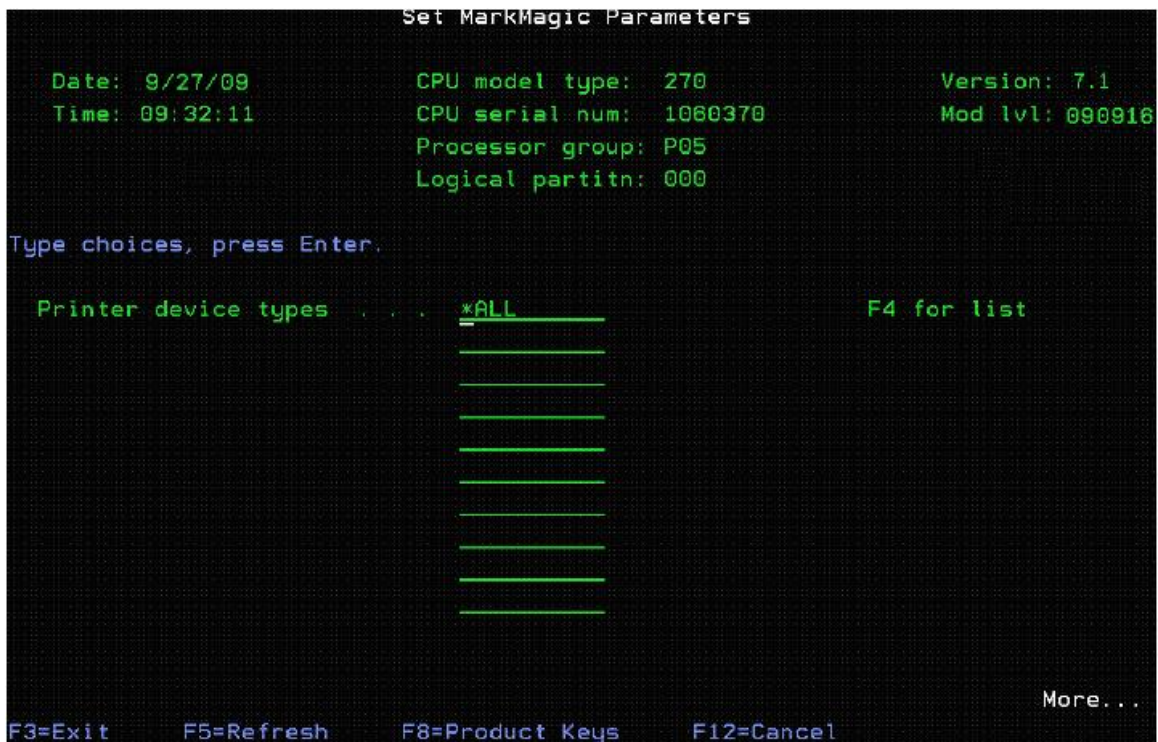 Set MarkMagic Parameters
Date: 9/27/09 CPU model type: 270 Version: 7.1
Time: 09:32:11 CPU serial num: 1060370 Mod lvl: 090916
Processor group: P05
Logical partitn: 000
Type choices, press Enter.
Printer device types . . . *ALL F4 for list
More...
F3=Exit F5=Refresh F8=Product Keys F12=Cancel